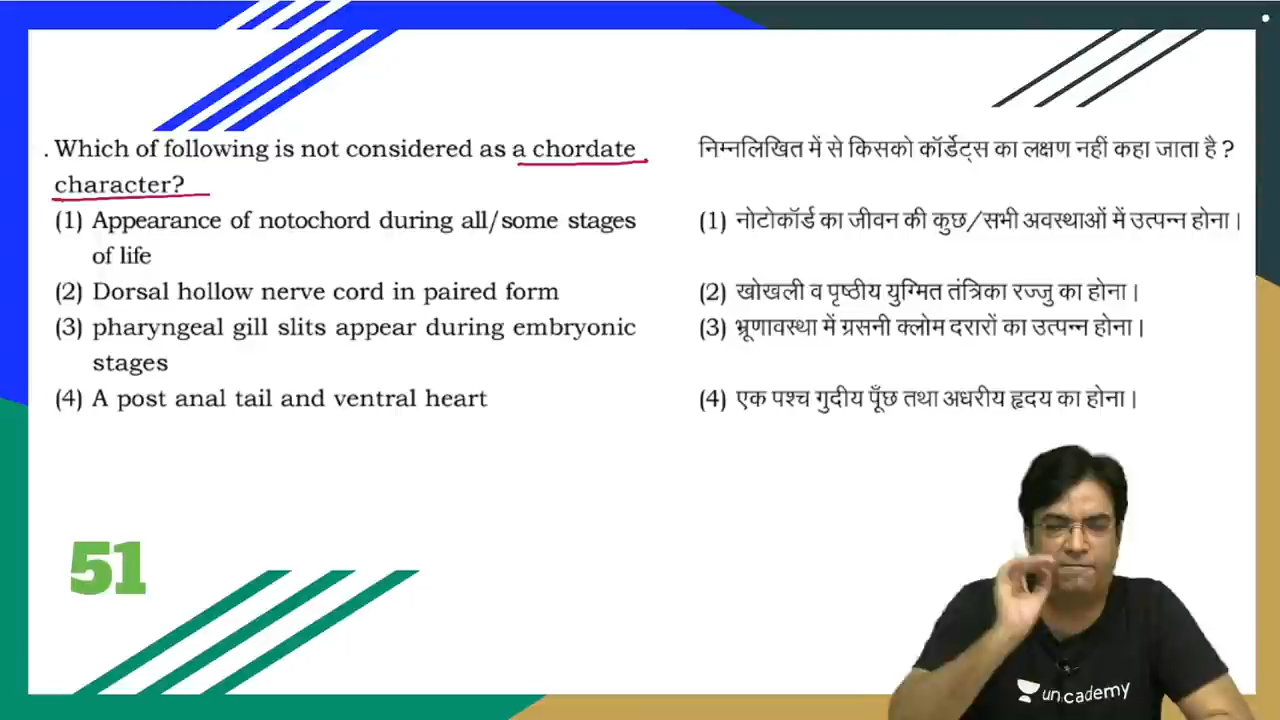 . Which of following is not considered as a chordate
character?
(1) Appearance of notochord during all/some stages
of life
(2) Dorsal hollow nerve cord in paired form
(3) pharyngeal gill slits appear during embryonic
stages
(4) A post anal tail and ventral heart
निम्नलिखित में से किसको कॉर्डेट्स का लक्षण नहीं कहा जाता है ?
(1) नोटोकॉर्ड का जीवन की कुछ/सभी अवस्थाओं में उत्पन्न होना।
(2) खोखली व पृष्ठीय युग्मित तंत्रिका रज्जु का होना।
(3) भ्रूणावस्था में ग्रसनी क्लोम दरारों का उत्पन्न होना।
(4) एक पश्च गुदीय पूँछ तथा अधरीय हृदय का होना।
51
unacademy